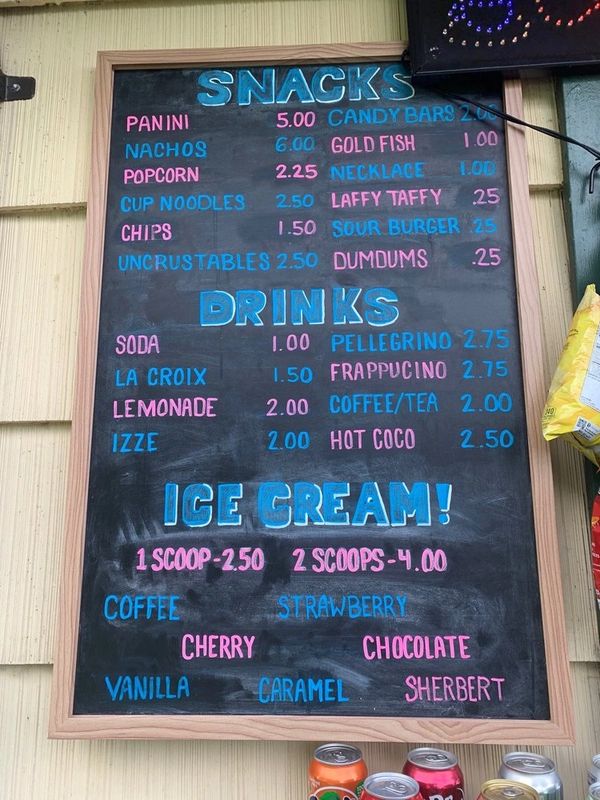 SNACKS
PANINI 5.00 CANDY BARS 2.00
NACHOS 6.00 GOLD FISH 1.00
POPCORN 2.25 NECKLACE 1.00
CUP NOODLES 2.50 LAFFY TAFFY .25
CHIPS 1.50 SOUR BURGER .25
UNCRUSTABLES 2.50 DUMDUMS .25
DRINKS
SODA 1.00 PELLEGRINO 2.75
LA CROIX 1.50 FRAPPUCINO 2.75
LEMONADE 2.00 COFFEE/TEA 2.00
IZZE 2.00 HOT COCO 2.50
ICE CREAM!
1 SCOOP-2.50 2 SCOOPS-4.00
COFFEE STRAWBERRY
CHERRY CHOCOLATE
VANILLA CARAMEL SHERBERT